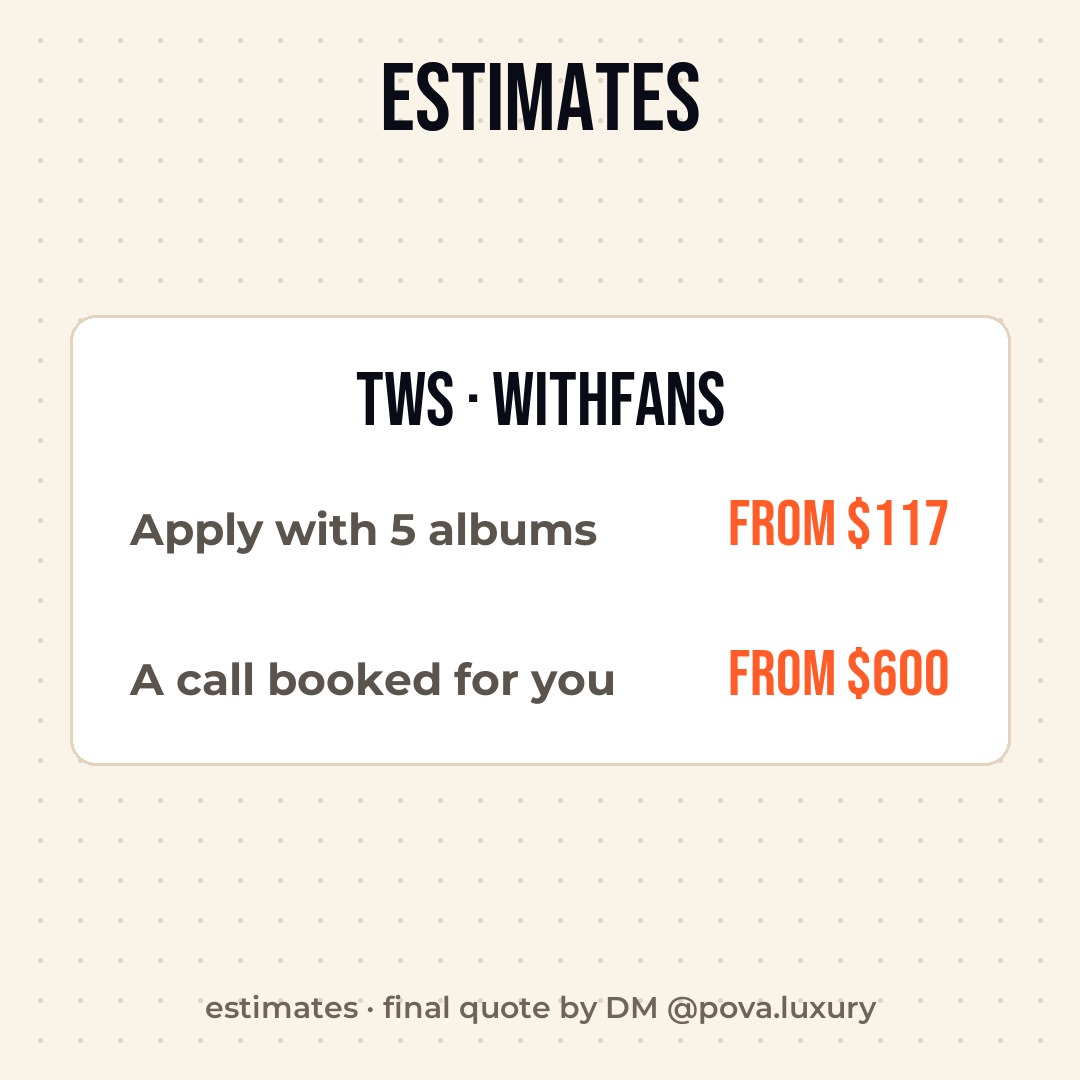 ESTIMATES
TWS · WITHFANS
Apply with 5 albums FROM $117
A call booked for you FROM $600
estimates · final quote by DM @pova.luxury